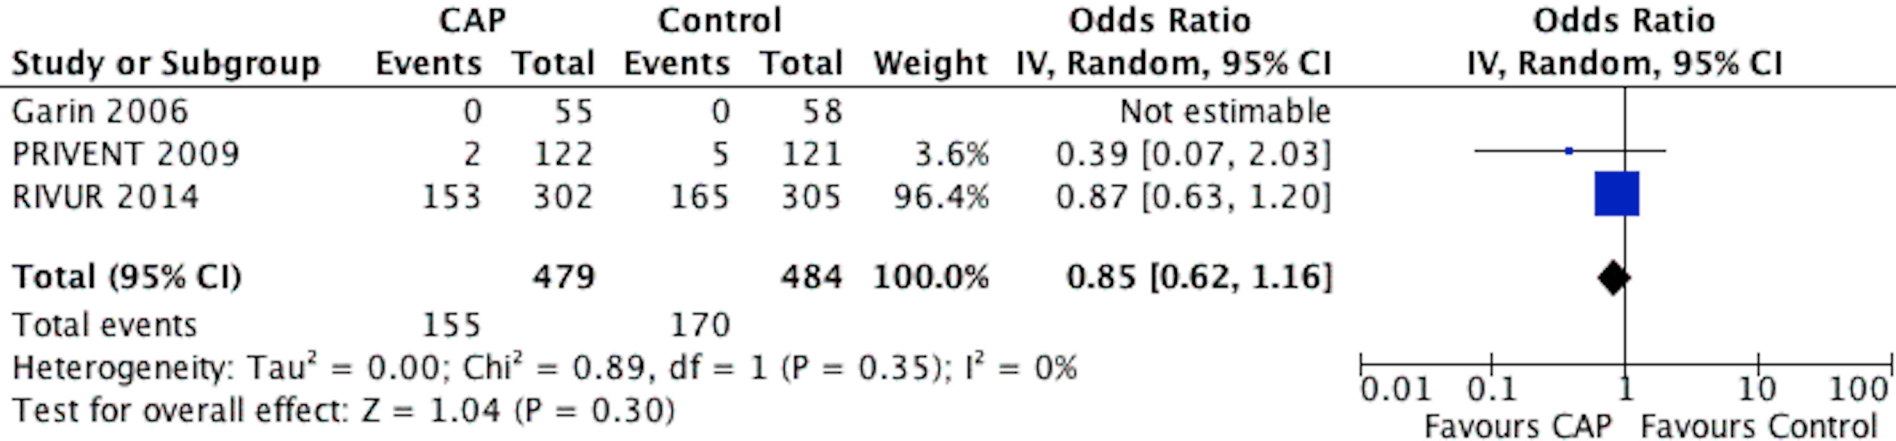 CAP Control Odds Ratio Odds Ratio
Study or Subgroup Events Total Events Total Weight IV, Random, 95% CI IV, Random, 95% CI
Garin 2006 0 55 0 58 Not estimable
PRIVENT 2009 2 122 5 121 3.6% 0.39 [0.07, 2.03]
RIVUR 2014 153 302 165 305 96.4% 0.87 [0.63, 1.20]
Total (95% CI) 479 484 100.0% 0.85 [0.62, 1.16]
Total events 155 170
Heterogeneity: Tau² = 0.00; Chi² = 0.89, df = 1 (P = 0.35); I² = 0%
Test for overall effect: Z = 1.04 (P = 0.30)
0.01 0.1 1 10 100
Favours CAP Favours Control